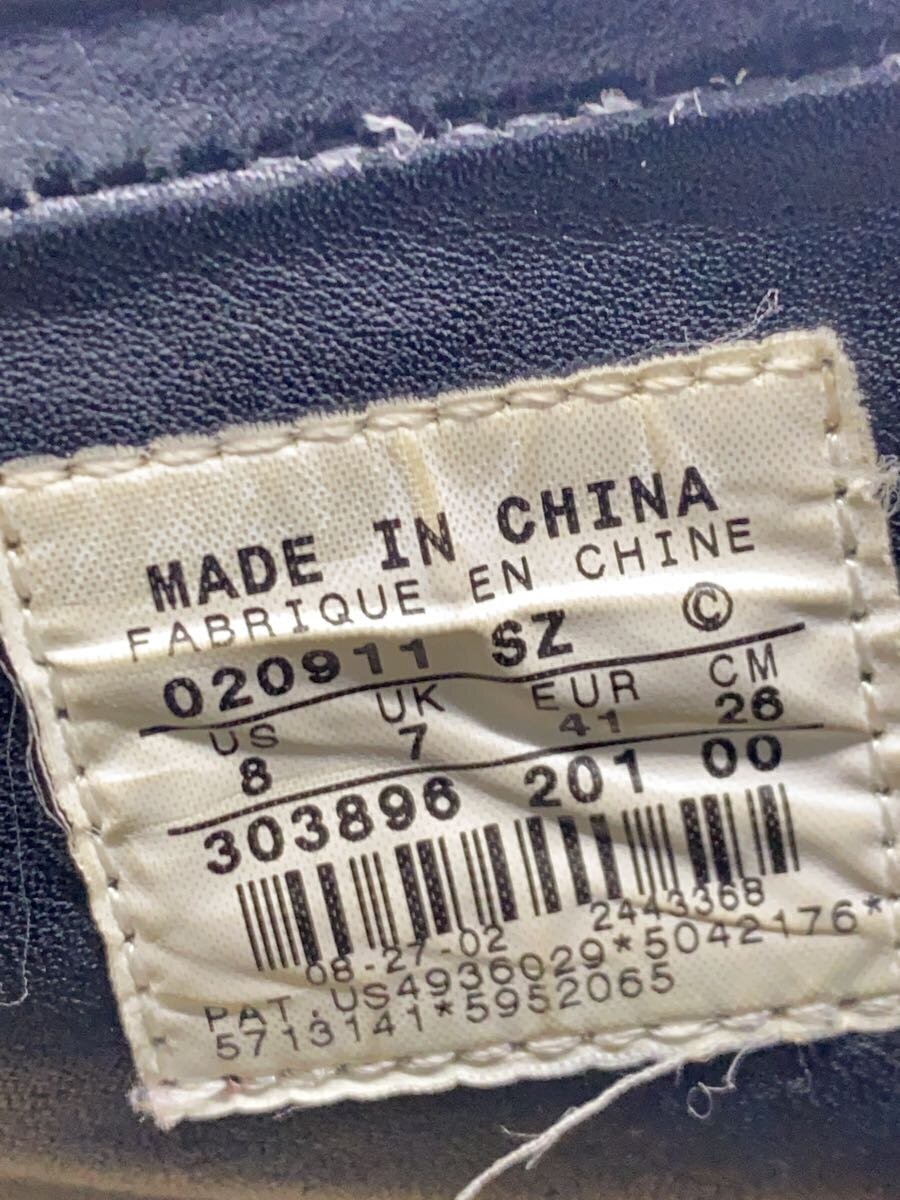 MADE IN CHINA
FABRIQUE EN CHINE
020911 SZ ©
US UK EUR CM
8 7 41 26
303896 201 00
08-27-02 2443368
PAT.US4936029*5042176*
5713141*5952065